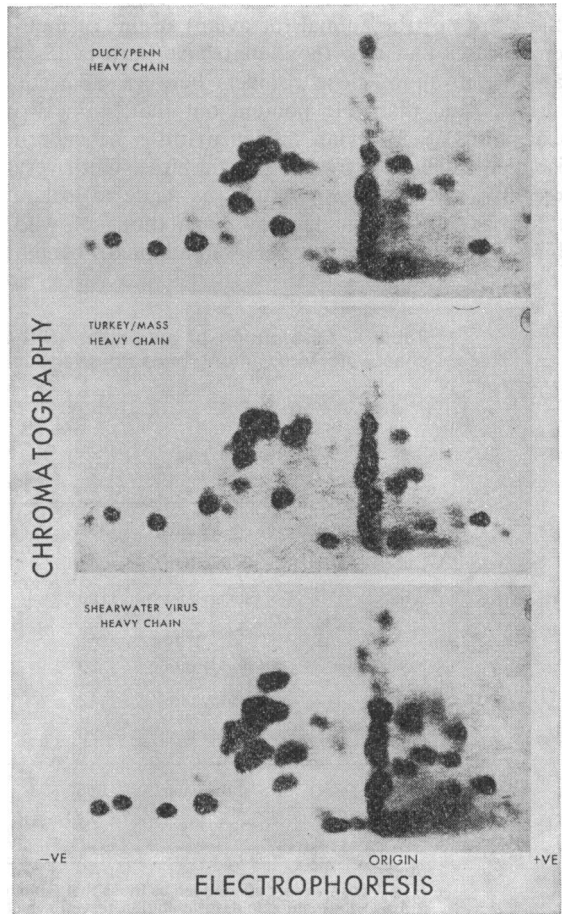 DUCK/PENN
HEAVY CHAIN
TURKEY/MASS
HEAVY CHAIN
SHEARWATER VIRUS
HEAVY CHAIN
CHROMATOGRAPHY
−VE
ORIGIN
+VE
ELECTROPHORESIS